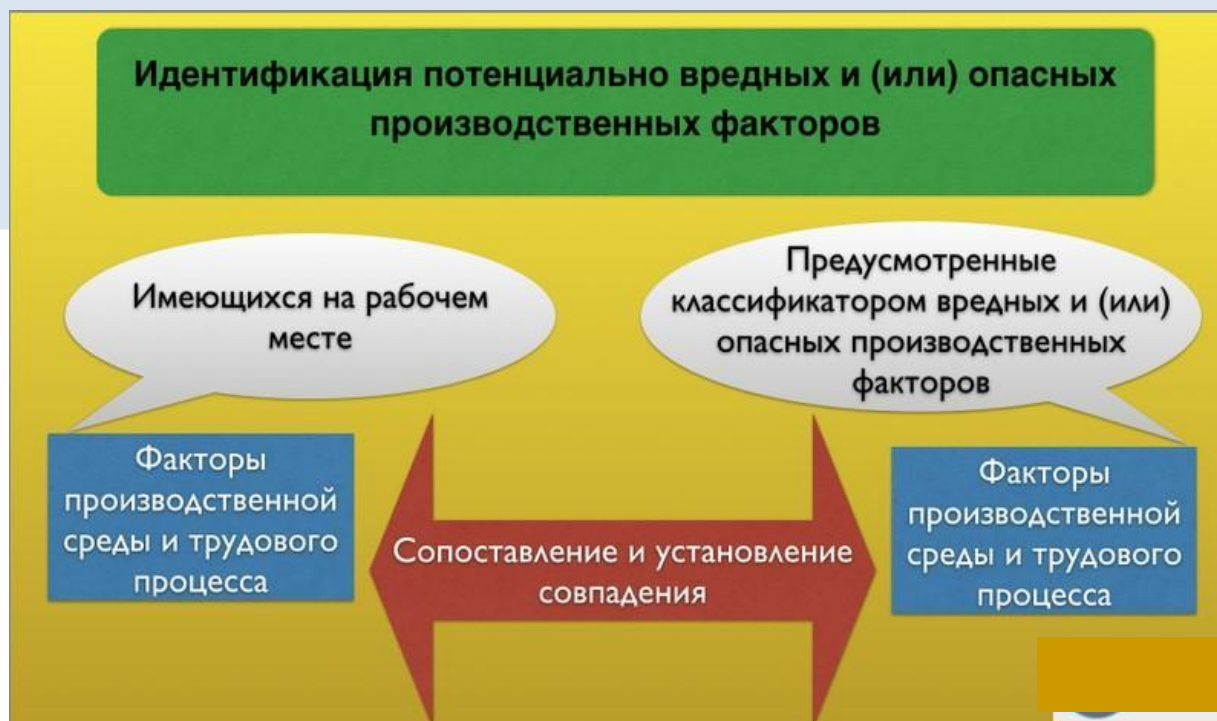 Идентификация потенциально вредных и (или) опасных
производственных факторов
Имеющихся на рабочем
месте
Предусмотренные
классификатором вредных и (или)
опасных производственных
факторов
Факторы
производственной
среды и трудового
процесса
Сопоставление и установление
совпадения
Факторы
производственной
среды и трудового
процесса